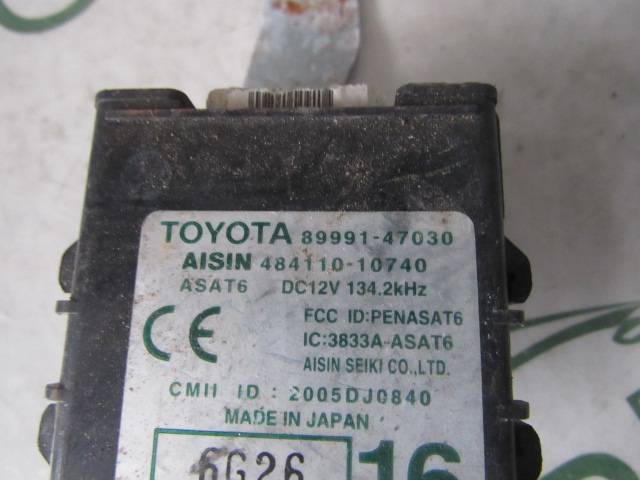 TOYOTA 89991-47030
AISIN 484110-10740
ASAT6 DC12V 134.2kHz
CE FCC ID:PENASAT6
IC:3833A-ASAT6
AISIN SEIKI CO.,LTD.
CMII ID : 2005DJ0840
MADE IN JAPAN
6G26 16